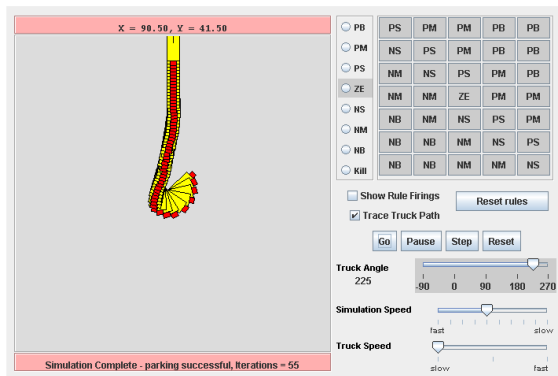 X = 90.50, Y = 41.50
Simulation Complete - parking successful, Iterations = 55
PB
PM
PS
ZE
NS
NM
NB
Kill
PS PM PM PB PB
NS PS PM PB PB
NM NS PS PM PB
NM NM ZE PM PM
NB NM NS PS PM
NB NB NM NS PS
NB NB NM NM NS
Show Rule Firings
Reset rules
Trace Truck Path
Go Pause Step Reset
Truck Angle
225
-90 0 90 180 270
Simulation Speed
fast slow
Truck Speed
slow fast